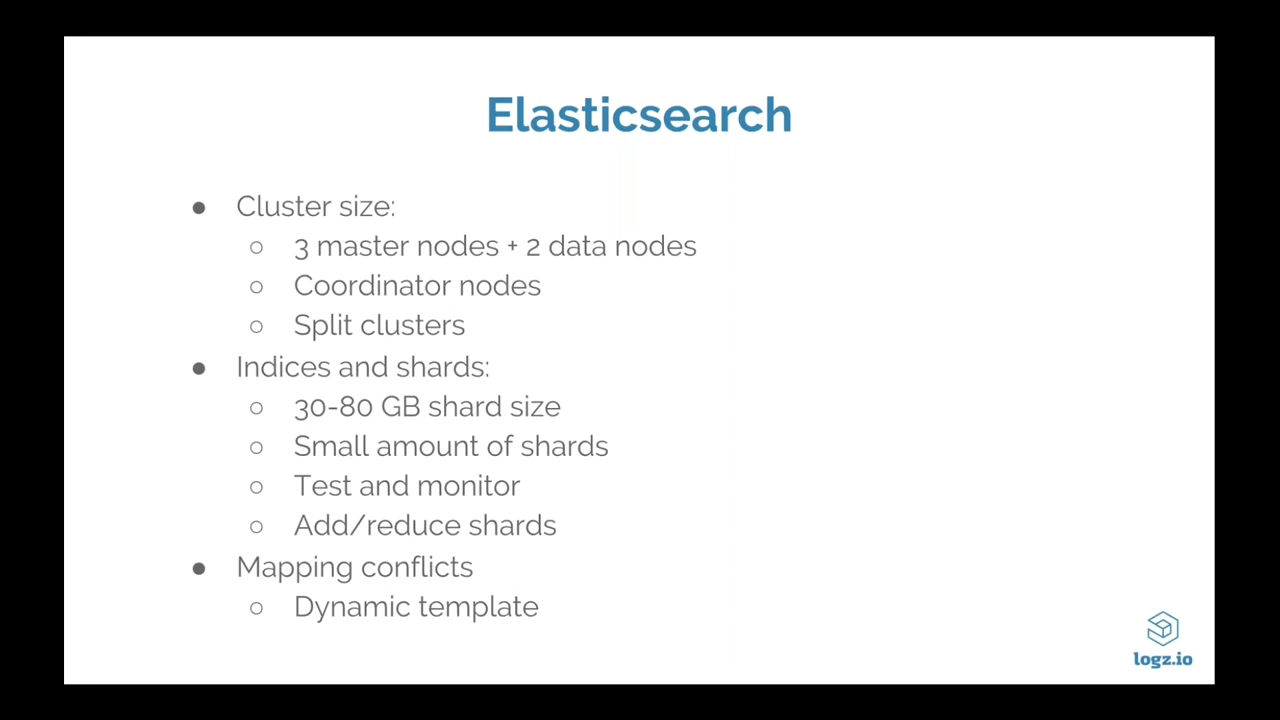 Elasticsearch
● Cluster size:
○ 3 master nodes + 2 data nodes
○ Coordinator nodes
○ Split clusters
● Indices and shards:
○ 30-80 GB shard size
○ Small amount of shards
○ Test and monitor
○ Add/reduce shards
● Mapping conflicts
○ Dynamic template
logz.io